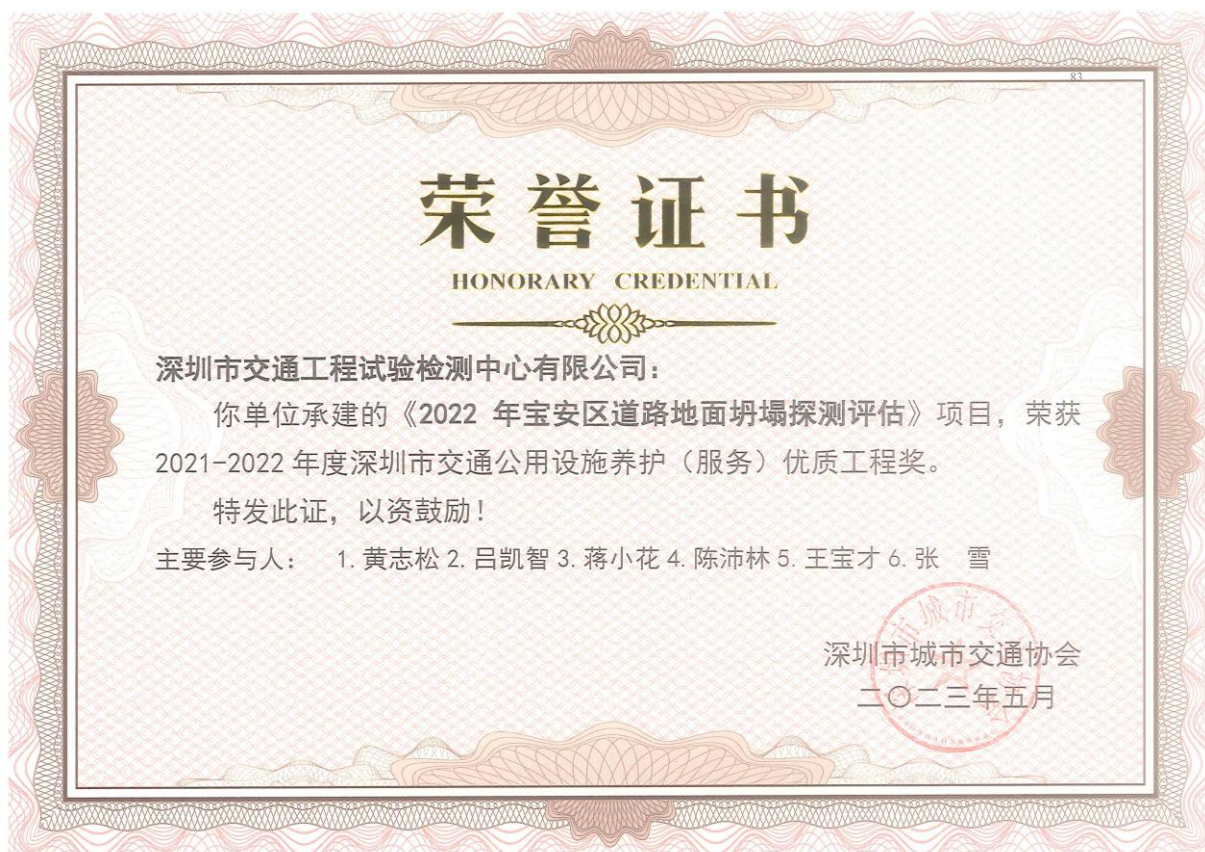 83
荣誉证书
HONORARY CREDENTIAL
深圳市交通工程试验检测中心有限公司：
你单位承建的《2022 年宝安区道路地面坍塌探测评估》项目，荣获
2021-2022 年度深圳市交通公用设施养护（服务）优质工程奖。
特发此证，以资鼓励！
主要参与人： 1. 黄志松 2. 吕凯智 3. 蒋小花 4. 陈沛林 5. 王宝才 6. 张 雪
深圳市城市交通协会
二〇二三年五月